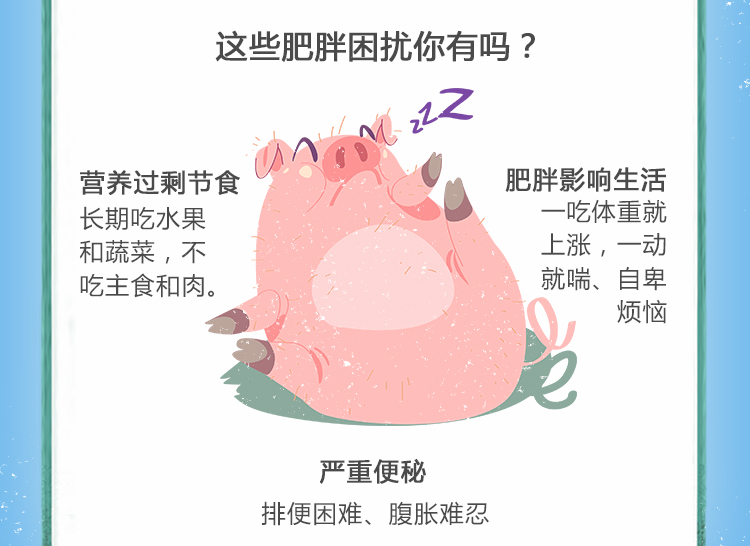 这些肥胖困扰你有吗？
zzZ
营养过剩节食
长期吃水果
和蔬菜，不
吃主食和肉。
肥胖影响生活
一吃体重就
上涨，一动
就喘、自卑
烦恼
严重便秘
排便困难、腹胀难忍